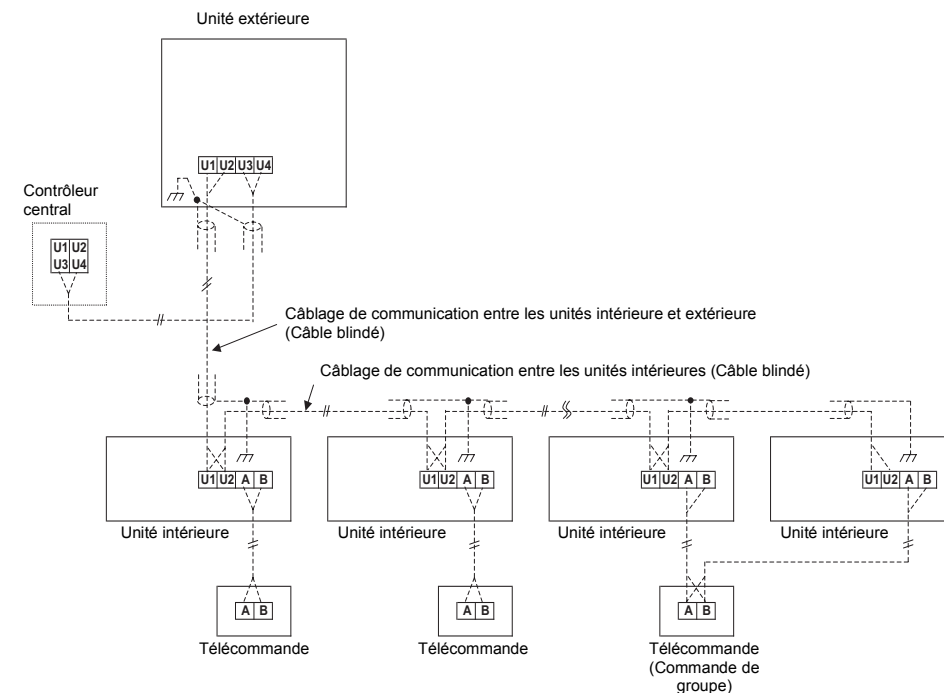 Unité extérieure
U1 U2 U3 U4
Contrôleur
central
U1 U2
U3 U4
Câblage de communication entre les unités intérieure et extérieure
(Câble blindé)
Câblage de communication entre les unités intérieures (Câble blindé)
U1 U2 A B
U1 U2 A B
U1 U2 A B
U1 U2 A B
Unité intérieure
Unité intérieure
Unité intérieure
Unité intérieure
A B
A B
A B
Télécommande
Télécommande
Télécommande
(Commande de
groupe)